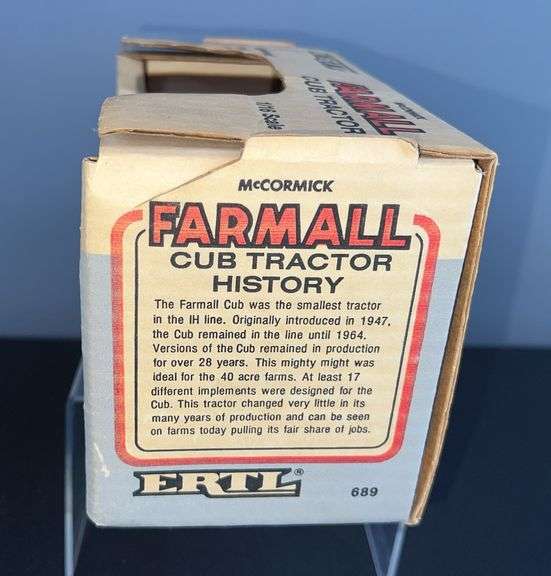 FARMALL
CUB TRACTOR
1/16 Scale
McCORMICK
FARMALL
CUB TRACTOR
HISTORY
The Farmall Cub was the smallest tractor
in the IH line. Originally introduced in 1947,
the Cub remained in the line until 1964.
Versions of the Cub remained in production
for over 28 years. This mighty might was
ideal for the 40 acre farms. At least 17
different implements were designed for the
Cub. This tractor changed very little in its
many years of production and can be seen
on farms today pulling its fair share of jobs.
ERTL®
689